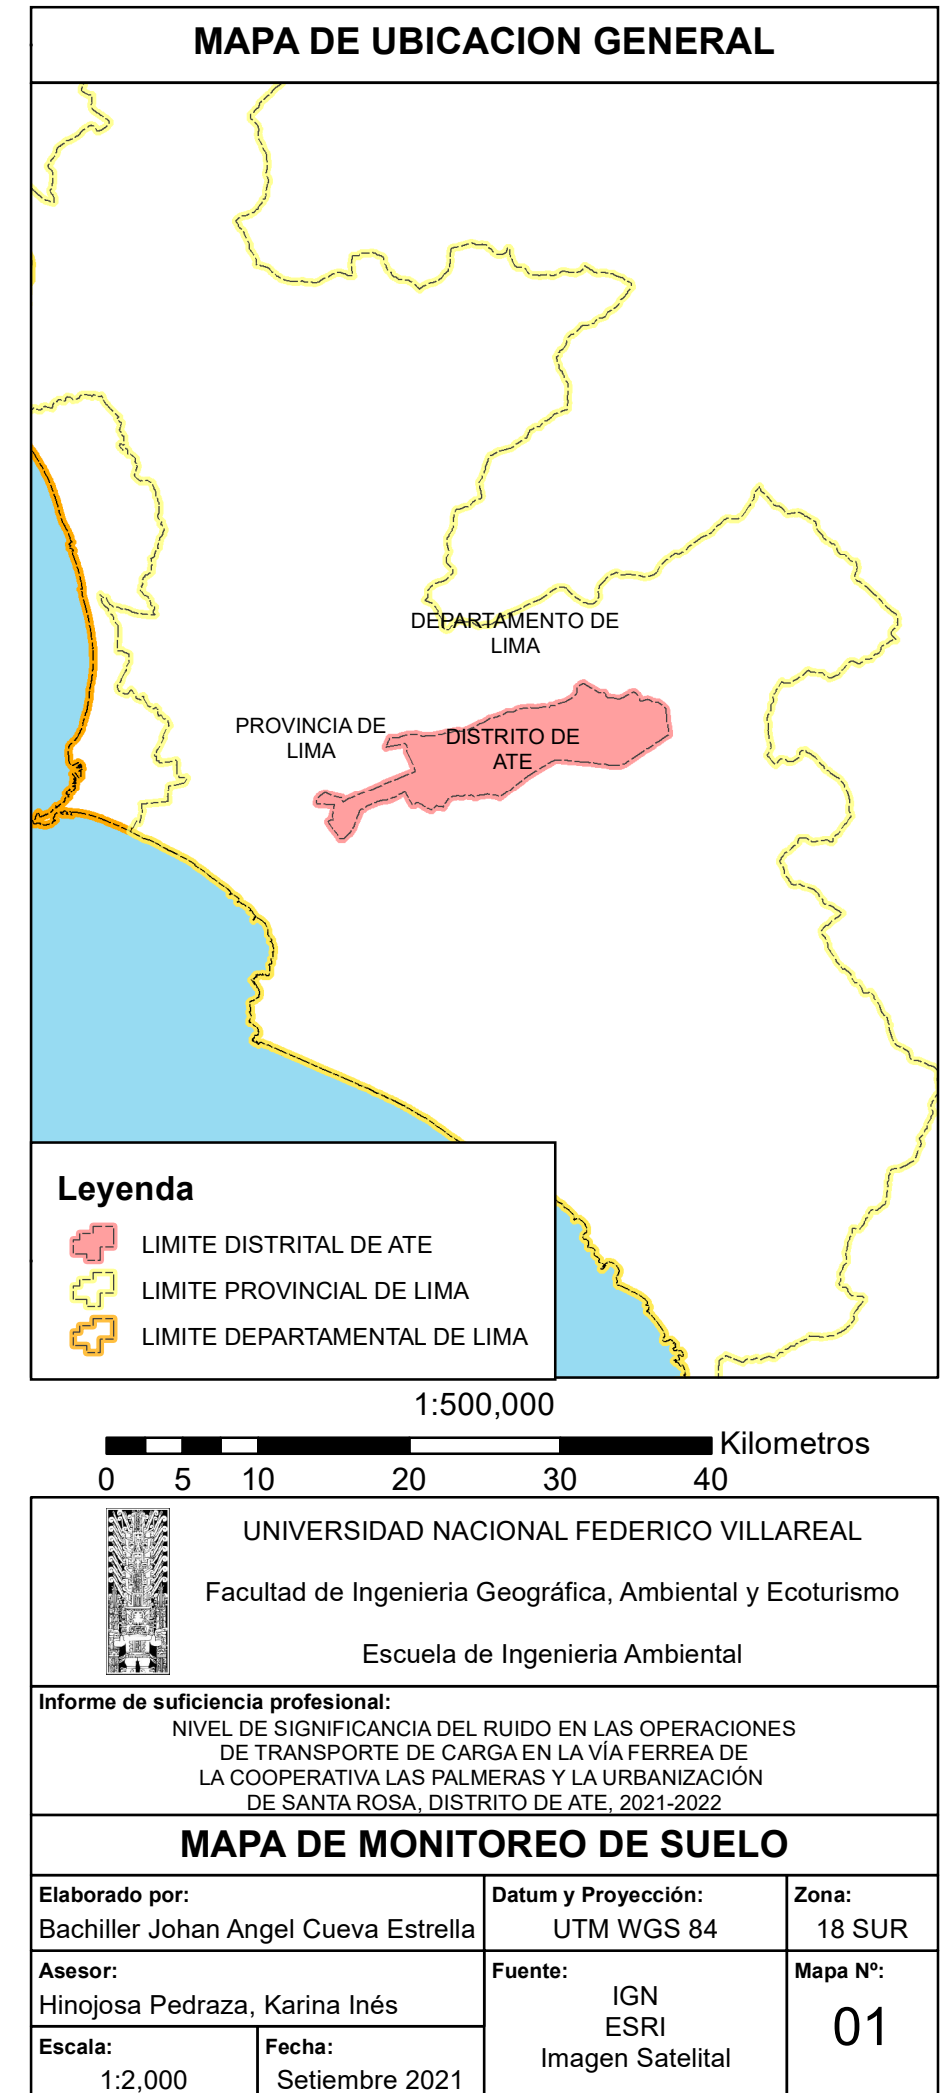 MAPA DE UBICACION GENERAL
DEPARTAMENTO DE
LIMA
PROVINCIA DE
LIMA
DISTRITO DE
ATE
Leyenda
LIMITE DISTRITAL DE ATE
LIMITE PROVINCIAL DE LIMA
LIMITE DEPARTAMENTAL DE LIMA
1:500,000
Kilometros
0 5 10 20 30 40
UNIVERSIDAD NACIONAL FEDERICO VILLAREAL
Facultad de Ingenieria Geográfica, Ambiental y Ecoturismo
Escuela de Ingenieria Ambiental
Informe de suficiencia profesional:
NIVEL DE SIGNIFICANCIA DEL RUIDO EN LAS OPERACIONES
DE TRANSPORTE DE CARGA EN LA VÍA FERREA DE
LA COOPERATIVA LAS PALMERAS Y LA URBANIZACIÓN
DE SANTA ROSA, DISTRITO DE ATE, 2021-2022
MAPA DE MONITOREO DE SUELO
Elaborado por:
Bachiller Johan Angel Cueva Estrella
Datum y Proyección:
UTM WGS 84
Zona:
18 SUR
Asesor:
Hinojosa Pedraza, Karina Inés
Fuente:
IGN
ESRI
Imagen Satelital
Mapa Nº:
01
Escala:
1:2,000
Fecha:
Setiembre 2021